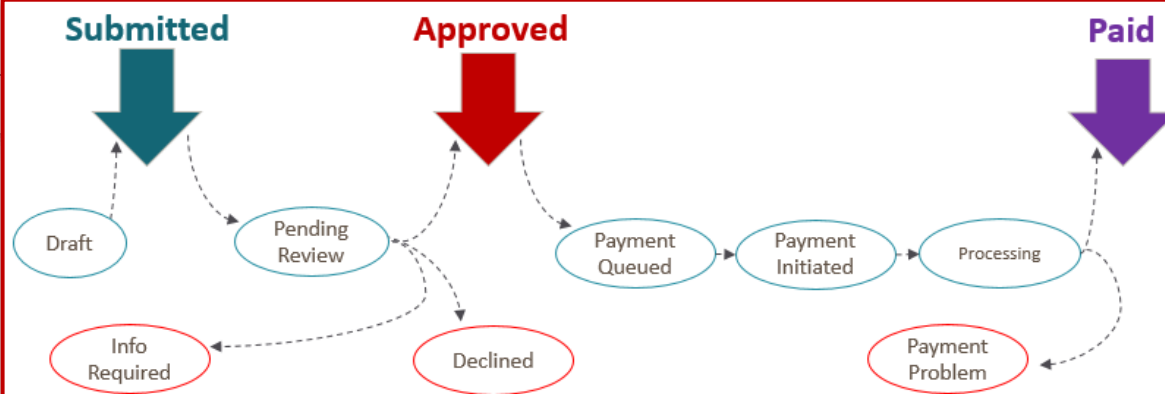 Submitted
Approved
Paid
Draft
Pending
Review
Payment
Queued
Payment
Initiated
Processing
Info
Required
Declined
Payment
Problem